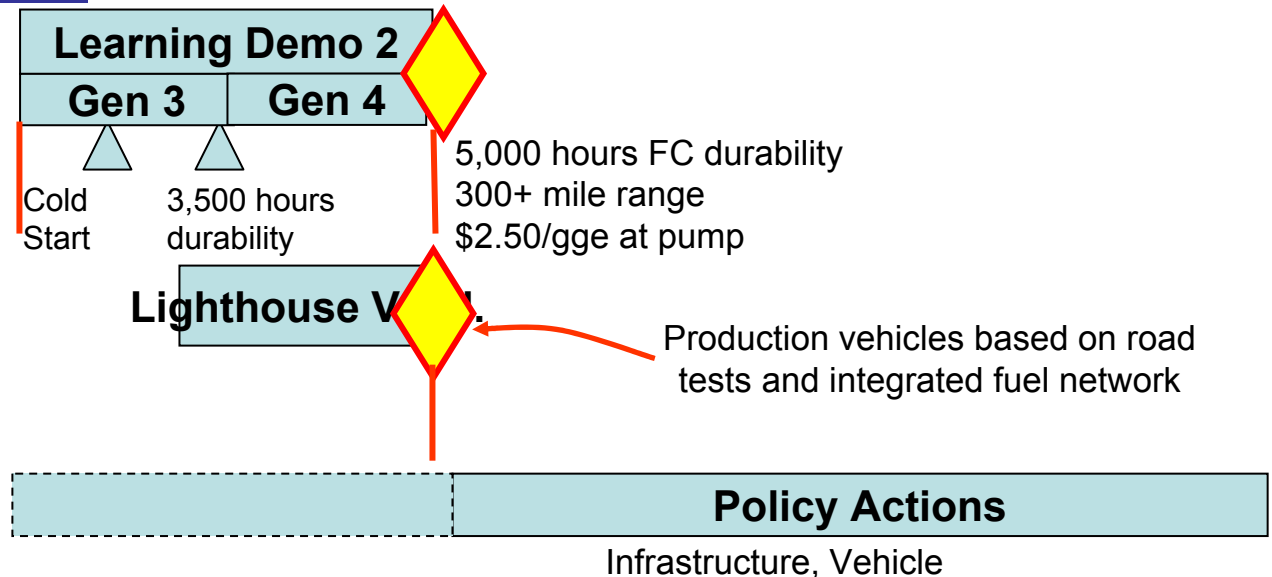 Learning Demo 2
Gen 3
Gen 4
Cold
Start
3,500 hours
durability
5,000 hours FC durability
300+ mile range
$2.50/gge at pump
Lighthouse
Production vehicles based on road
tests and integrated fuel network
Policy Actions
Infrastructure, Vehicle